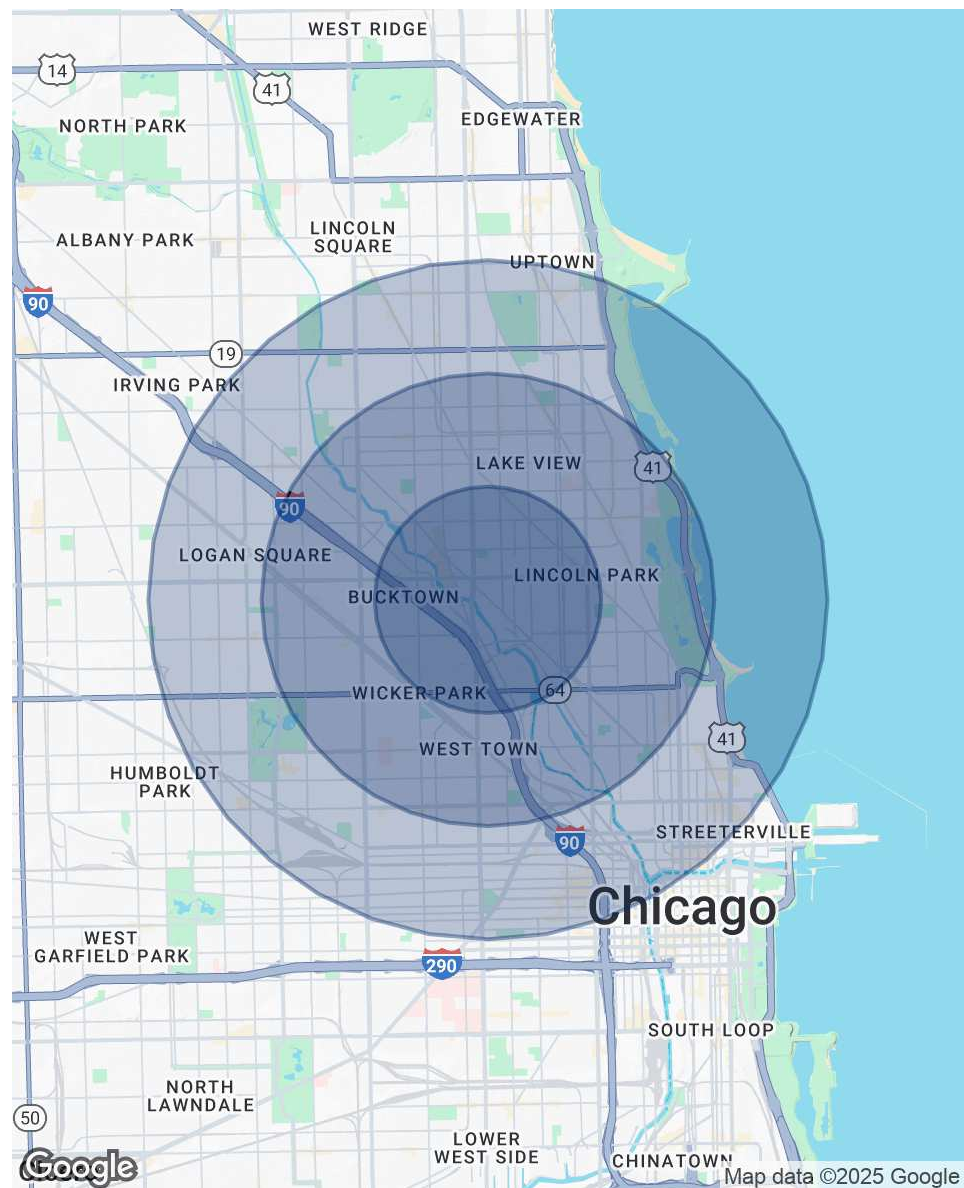 WEST RIDGE
14
41
EDGEWATER
NORTH PARK
LINCOLN
SQUARE
ALBANY PARK
UPTOWN
90
19
IRVING PARK
LAKE VIEW
41
90
LOGAN SQUARE
LINCOLN PARK
BUCKTOWN
WICKER PARK
64
WEST TOWN
41
HUMBOLDT
PARK
STREETERVILLE
90
Chicago
WEST
GARFIELD PARK
290
SOUTH LOOP
NORTH
LAWNDALE
50
LOWER
WEST SIDE
CHINATOWN
Google
Map data ©2025 Google